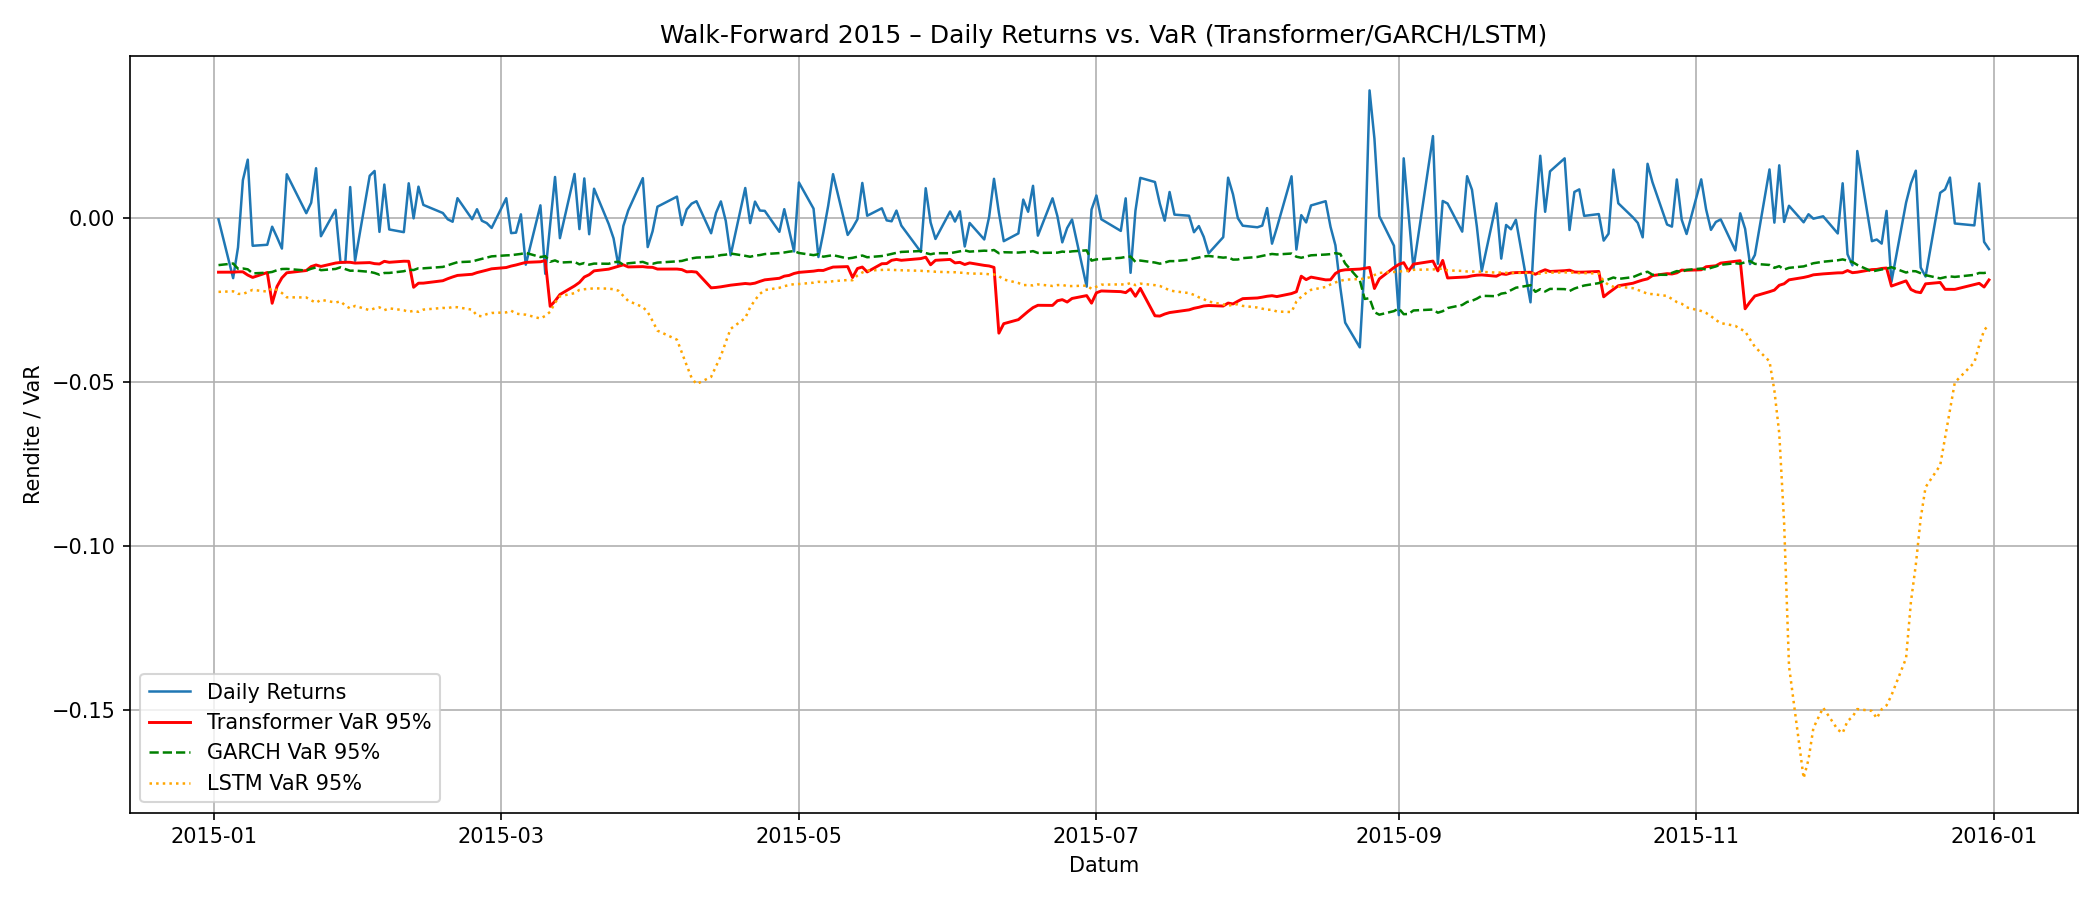 Walk-Forward 2015 – Daily Returns vs. VaR (Transformer/GARCH/LSTM)
Rendite / VaR
0.00
−0.05
−0.10
−0.15
Daily Returns
Transformer VaR 95%
GARCH VaR 95%
LSTM VaR 95%
2015-01 2015-03 2015-05 2015-07 2015-09 2015-11 2016-01
Datum